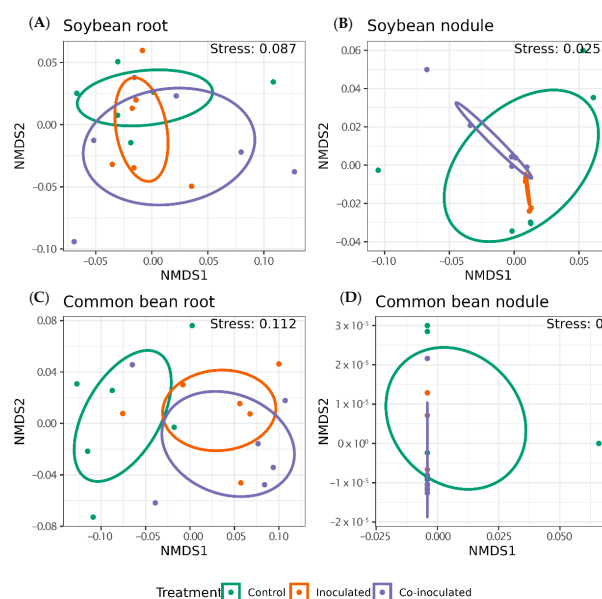 (A) Soybean root
Stress: 0.087
NMDS2
0.05
0.00
−0.05
−0.10
−0.05 0.00 0.05 0.10
NMDS1
(B) Soybean nodule
Stress: 0.025
NMDS2
0.06
0.04
0.02
0.00
−0.02
−0.04
−0.10 −0.05 0.00 0.05
NMDS1
(C) Common bean root
Stress: 0.112
NMDS2
0.08
0.04
0.00
−0.04
−0.08
−0.10 −0.05 0.00 0.05 0.10
NMDS1
(D) Common bean nodule
Stress: 0
NMDS2
3 x 10⁻⁵
1 x 10⁻⁵
0 x 10⁰
−1 x 10⁻⁵
−2 x 10⁻⁵
−0.025 0.000 0.025 0.050
NMDS1
Treatment Control Inoculated Co-inoculated